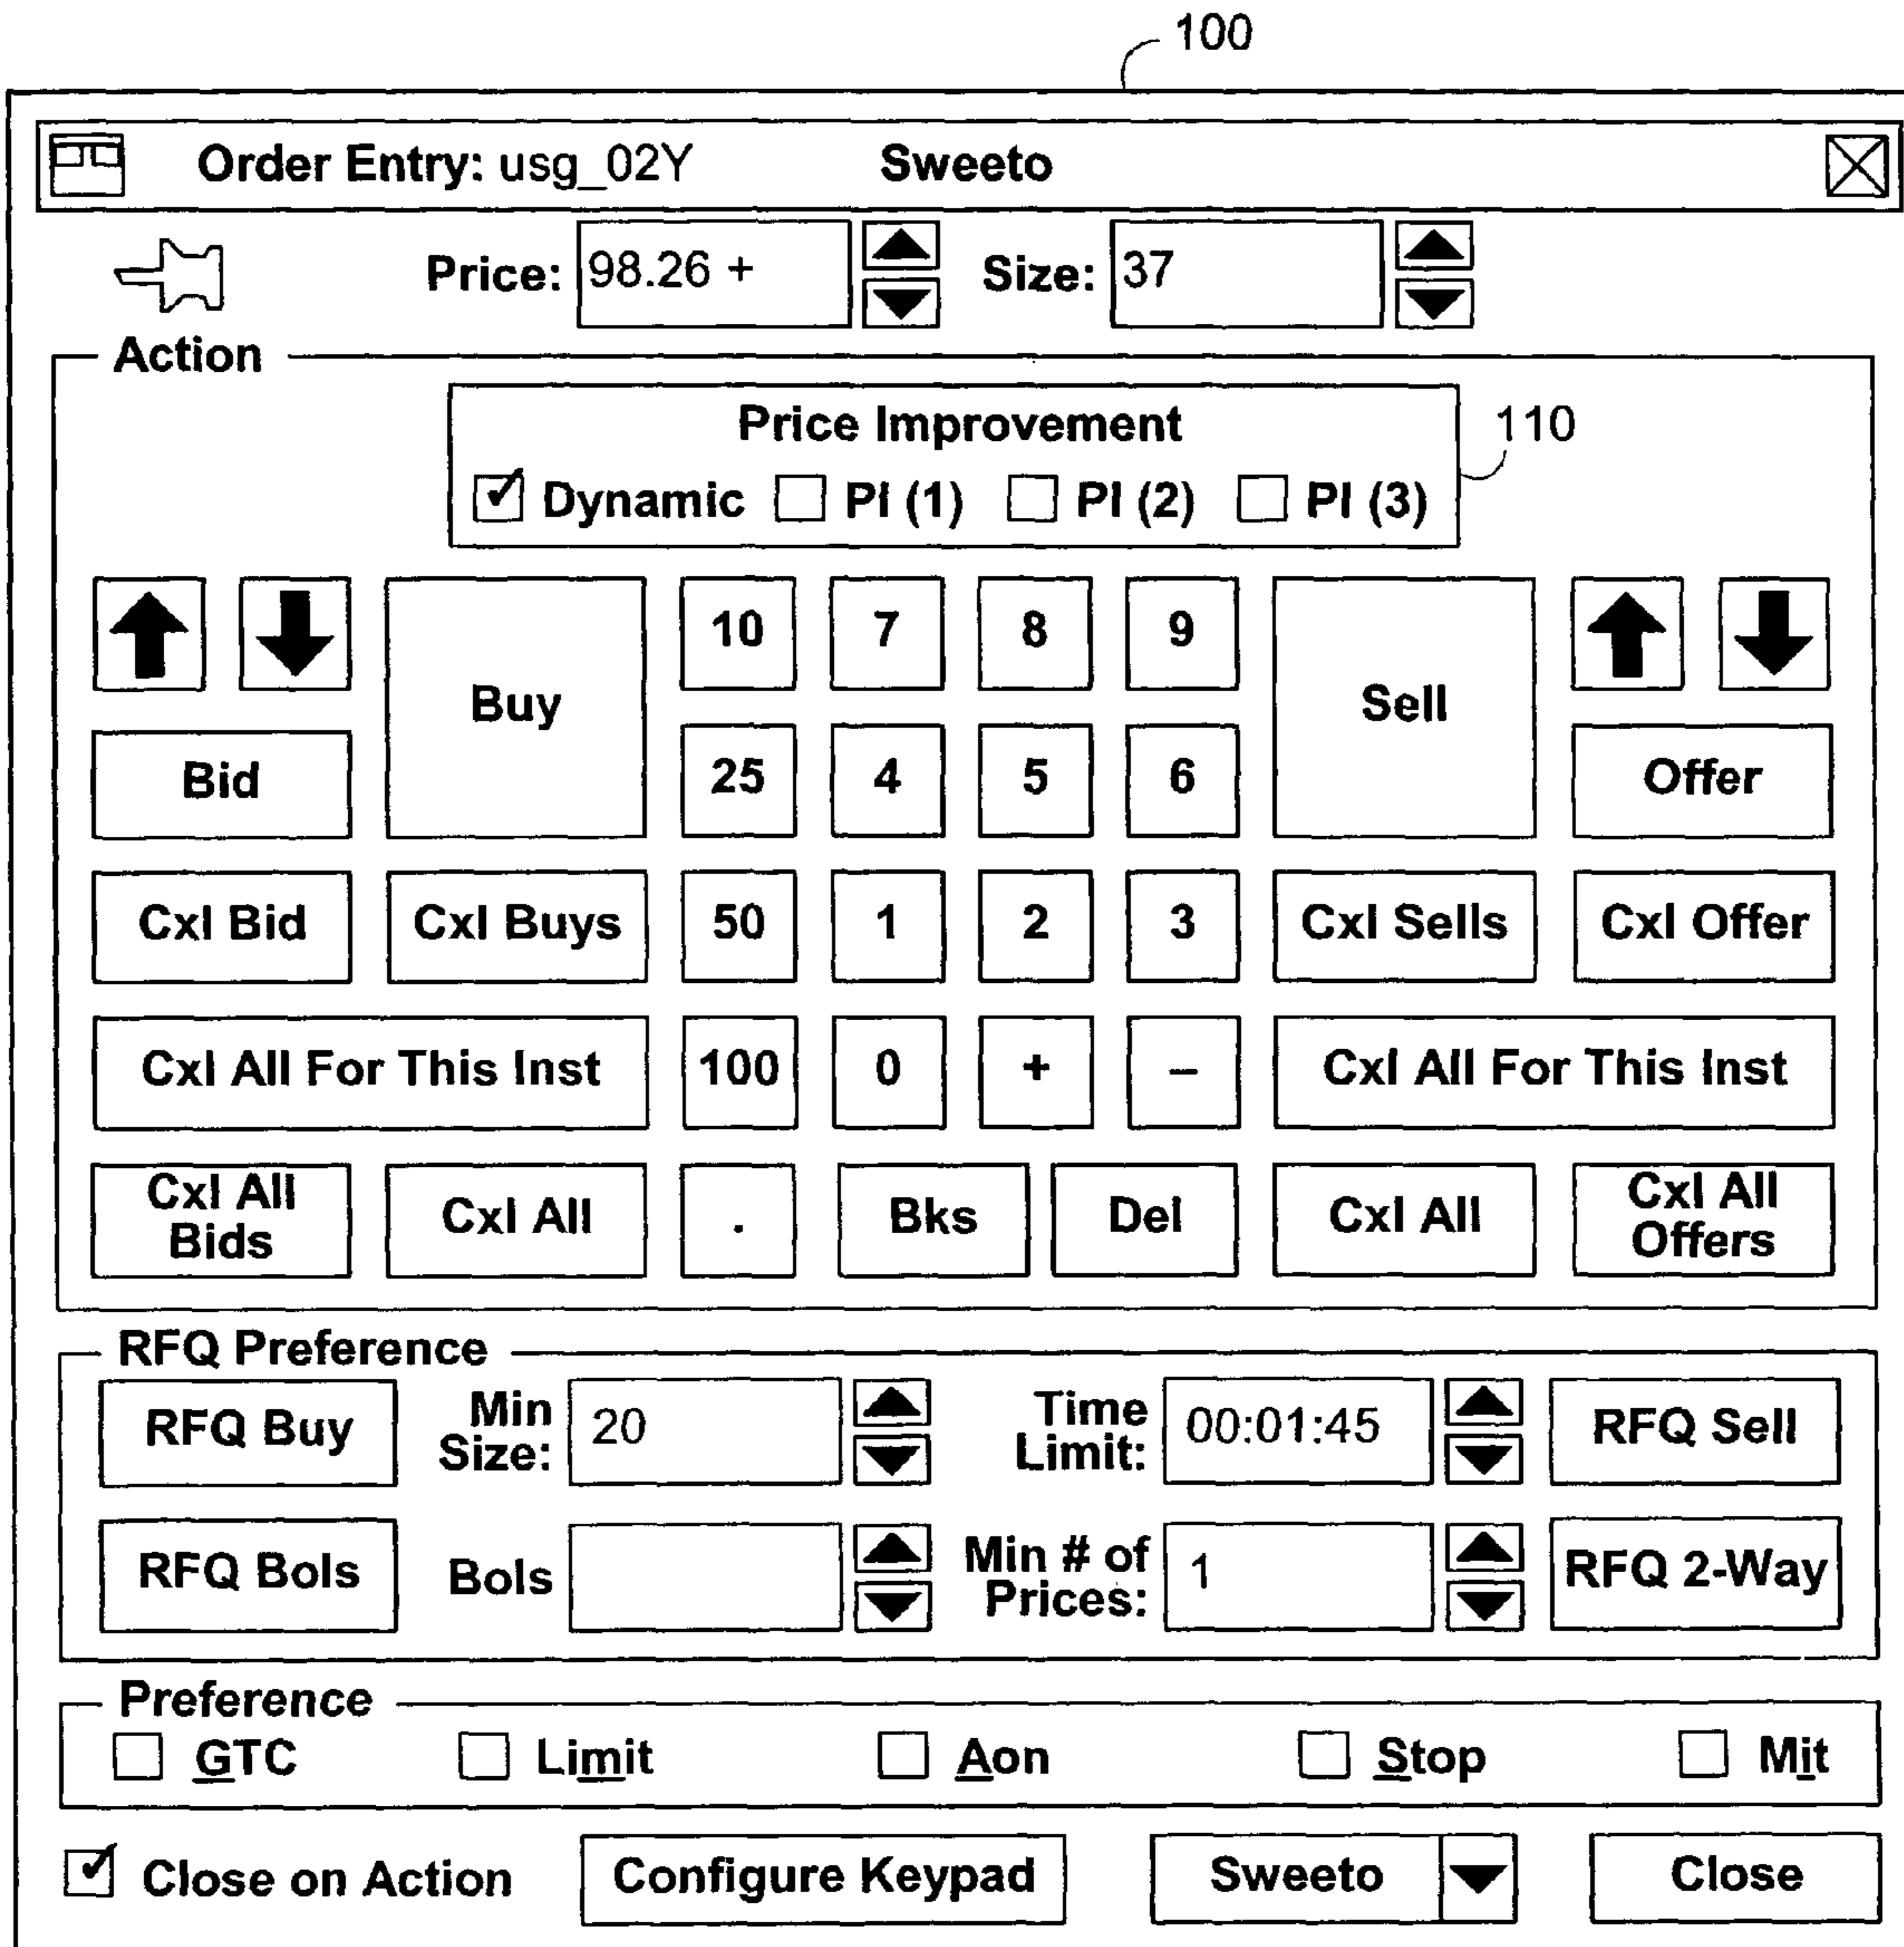 100
Order Entry: usg_02Y Sweeto
Price: 98.26 + Size: 37
Action
Price Improvement
110
Dynamic PI (1) PI (2) PI (3)
10 7 8 9
Buy Sell
Bid 25 4 5 6 Offer
Cxl Bid Cxl Buys 50 1 2 3 Cxl Sells Cxl Offer
Cxl All For This Inst 100 0 + – Cxl All For This Inst
Cxl All
Bids
Cxl All . Bks Del Cxl All
Cxl All
Offers
RFQ Preference
RFQ Buy
Min
Size:
20
Time
Limit:
00:01:45
RFQ Sell
RFQ Bols Bols
Min # of
Prices:
1
RFQ 2-Way
Preference
GTC Limit Aon Stop Mit
Close on Action Configure Keypad Sweeto Close